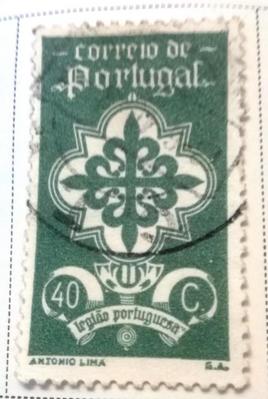 correio de
Portugal
40 C.
legião portuguesa
ANTONIO LIMA G.A.